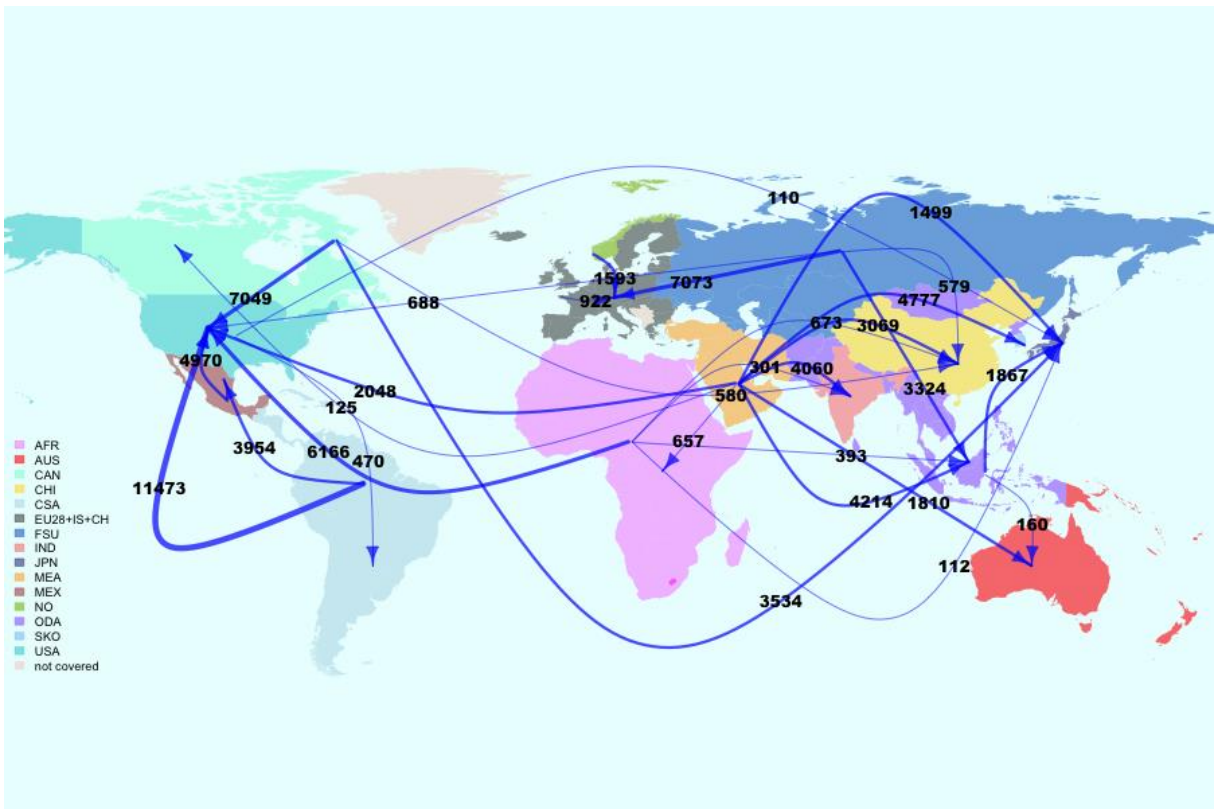 110
1499
1593
7073
579
7049
922
688
4777
673
3069
4970
301
4060
1867
2048
580
3324
125
657
AFR
3954
6166
470
393
AUS
CAN
11473
CHI
4214
1810
CSA
EU28+IS+CH
160
FSU
IND
JPN
112
MEA
MEX
3534
NO
ODA
SKO
USA
not covered